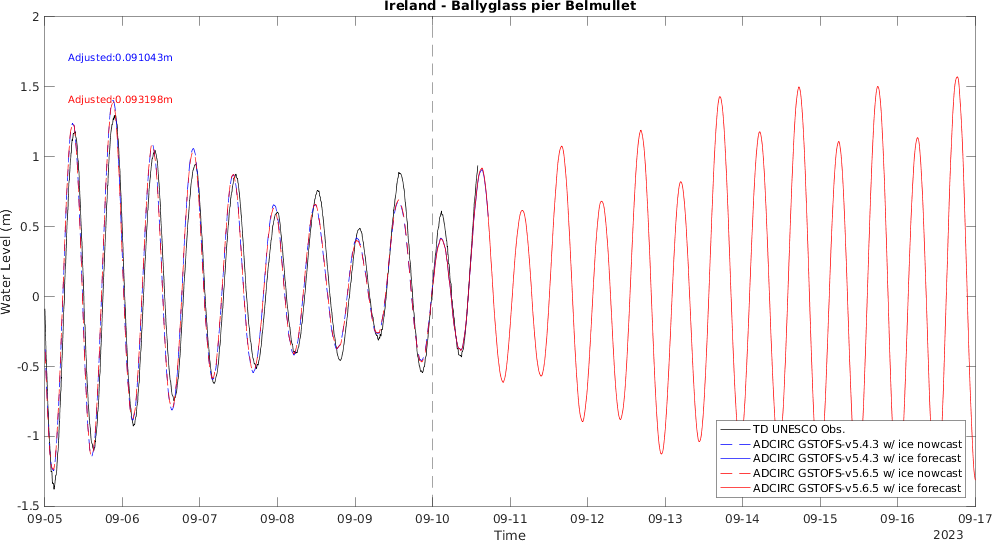 Ireland - Ballyglass pier Belmullet
Water Level (m)
2
1.5
1
0.5
0
-0.5
-1
-1.5
Adjusted:0.091043m
Adjusted:0.093198m
TD UNESCO Obs.
ADCIRC GSTOFS-v5.4.3 w/ ice nowcast
ADCIRC GSTOFS-v5.4.3 w/ ice forecast
ADCIRC GSTOFS-v5.6.5 w/ ice nowcast
ADCIRC GSTOFS-v5.6.5 w/ ice forecast
09-05 09-06 09-07 09-08 09-09 09-10 09-11 09-12 09-13 09-14 09-15 09-16 09-17
Time
2023